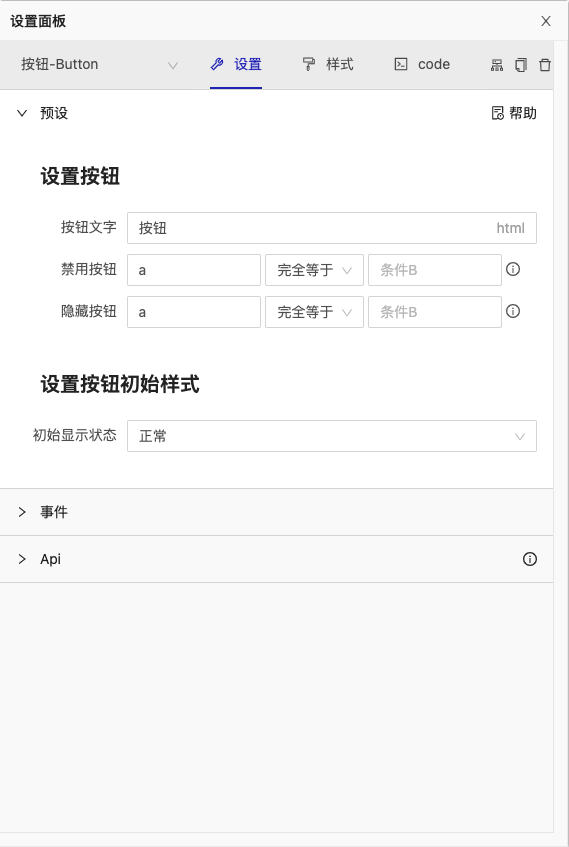 设置面板
按钮-Button 设置 样式 code
预设 帮助
设置按钮
按钮文字 按钮 html
禁用按钮 a 完全等于 条件B
隐藏按钮 a 完全等于 条件B
设置按钮初始样式
初始显示状态 正常
事件
Api